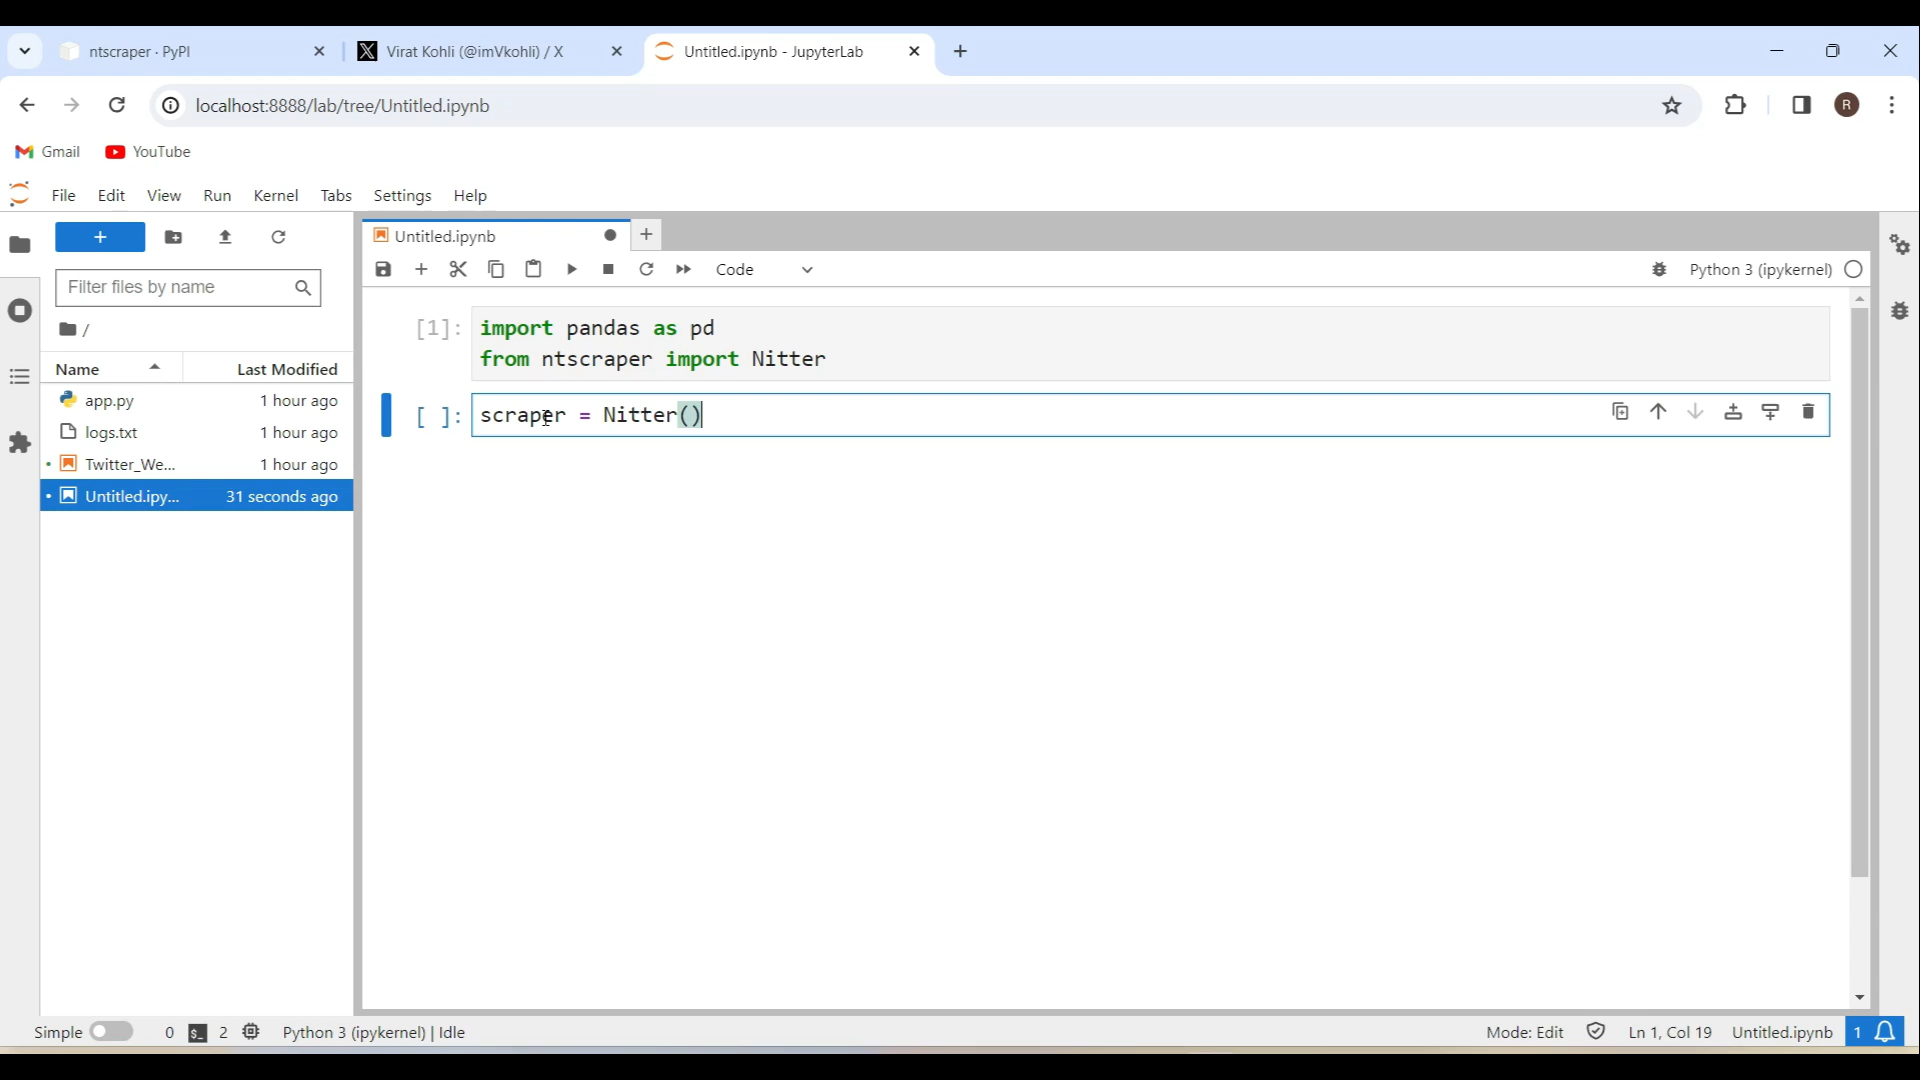 ntscraper · PyPI
Virat Kohli (@imVkohli) / X
Untitled.ipynb - JupyterLab
localhost:8888/lab/tree/Untitled.ipynb
R
Gmail
YouTube
File Edit View Run Kernel Tabs Settings Help
Untitled.ipynb
Code
Python 3 (ipykernel)
Filter files by name
/
Name Last Modified
app.py 1 hour ago
logs.txt 1 hour ago
Twitter_We... 1 hour ago
Untitled.ipy... 31 seconds ago
[1]: import pandas as pd
from ntscraper import Nitter
[ ]: scraper = Nitter()
Simple 0 $_ 2 Python 3 (ipykernel) | Idle Mode: Edit Ln 1, Col 19 Untitled.ipynb 1